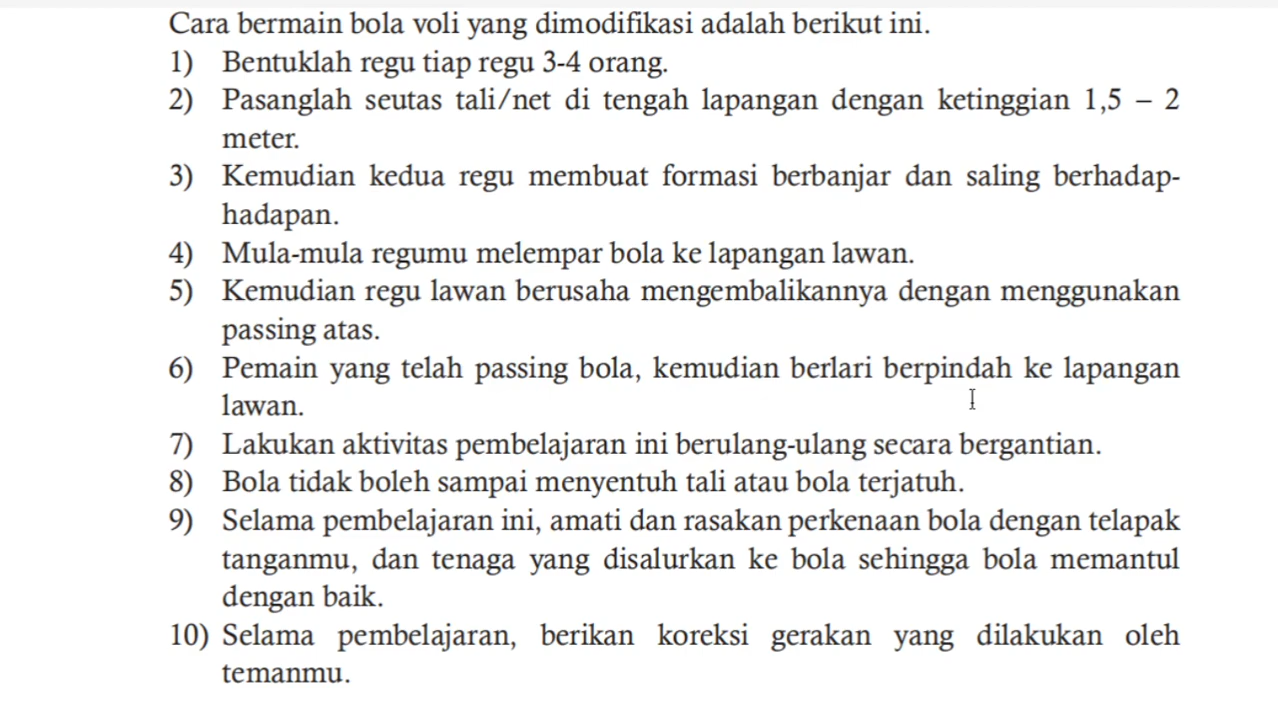 Cara bermain bola voli yang dimodifikasi adalah berikut ini.
1) Bentuklah regu tiap regu 3-4 orang.
2) Pasanglah seutas tali/net di tengah lapangan dengan ketinggian 1,5 – 2
meter.
3) Kemudian kedua regu membuat formasi berbanjar dan saling berhadap-
hadapan.
4) Mula-mula regumu melempar bola ke lapangan lawan.
5) Kemudian regu lawan berusaha mengembalikannya dengan menggunakan
passing atas.
6) Pemain yang telah passing bola, kemudian berlari berpindah ke lapangan
lawan.
7) Lakukan aktivitas pembelajaran ini berulang-ulang secara bergantian.
8) Bola tidak boleh sampai menyentuh tali atau bola terjatuh.
9) Selama pembelajaran ini, amati dan rasakan perkenaan bola dengan telapak
tanganmu, dan tenaga yang disalurkan ke bola sehingga bola memantul
dengan baik.
10) Selama pembelajaran, berikan koreksi gerakan yang dilakukan oleh
temanmu.